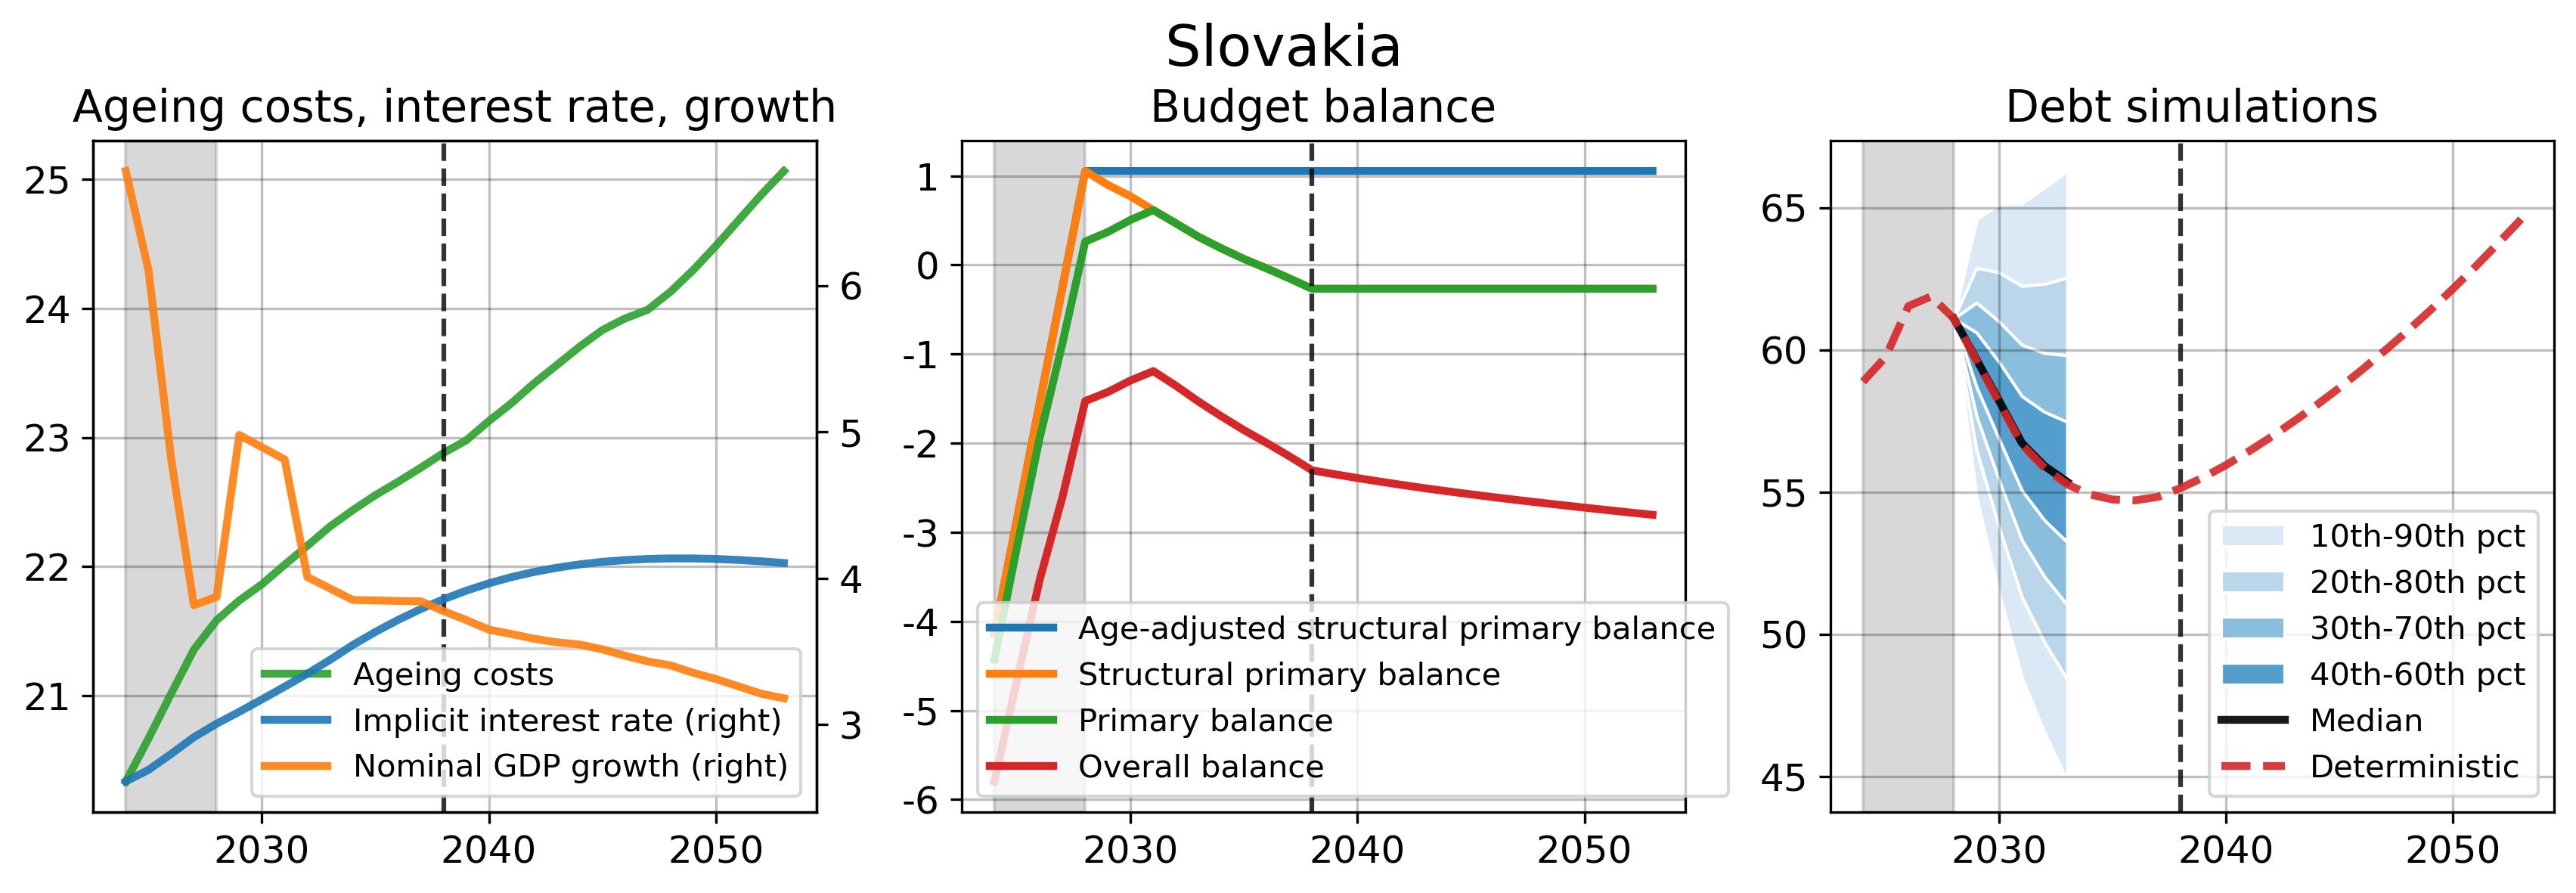 Slovakia
Ageing costs, interest rate, growth
25
24
23
22
21
6
5
4
3
2030
2040
2050
Ageing costs
Implicit interest rate (right)
Nominal GDP growth (right)
Budget balance
1
0
-1
-2
-3
-4
-5
-6
2030
2040
2050
Age-adjusted structural primary balance
Structural primary balance
Primary balance
Overall balance
Debt simulations
65
60
55
50
45
2030
2040
2050
10th-90th pct
20th-80th pct
30th-70th pct
40th-60th pct
Median
Deterministic